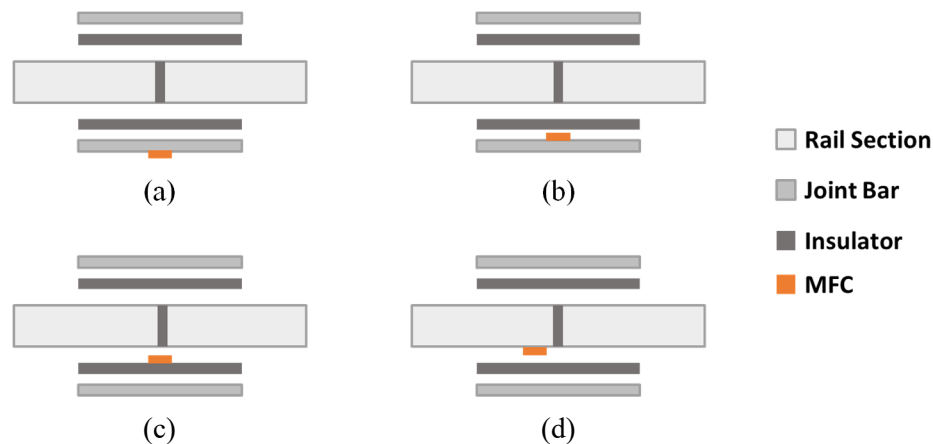 (a)
(b)
Rail Section
Joint Bar
Insulator
MFC
(c)
(d)